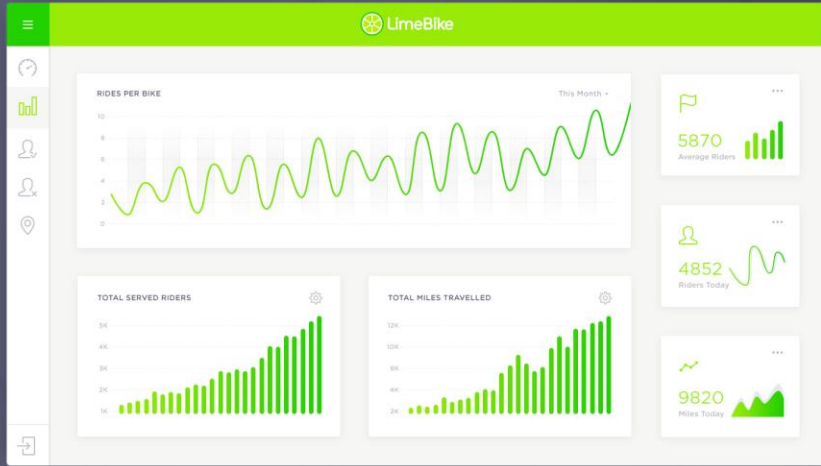 LimeBike
RIDES PER BIKE
This Month
10
8
6
4
2
0
5870
Average Riders
4852
Riders Today
TOTAL SERVED RIDERS
5K
4K
3K
2K
1K
TOTAL MILES TRAVELLED
12K
10K
8K
4K
2K
9820
Miles Today